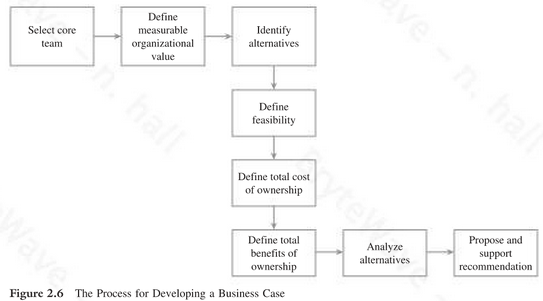 Select core
team
Define
measurable
organizational
value
Identify
alternatives
Define
feasibility
Define total cost
of ownership
Define total
benefits of
ownership
Analyze
alternatives
Propose and
support
recommendation
Figure 2.6 The Process for Developing a Business Case